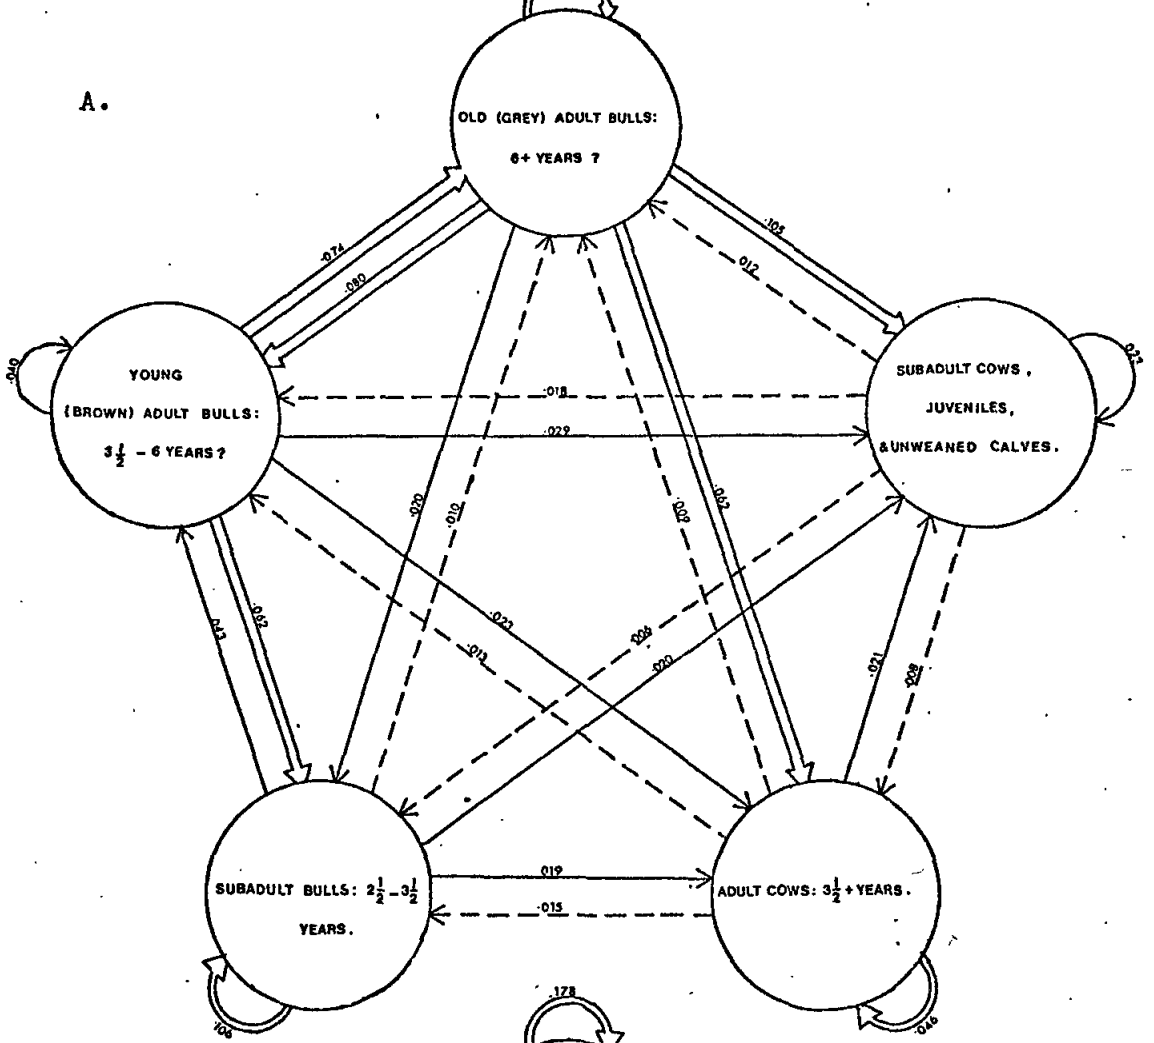 A.
OLD (GREY) ADULT BULLS:
6+ YEARS ?
.074
.080
.105
.012
YOUNG
(BROWN) ADULT BULLS:
3½ - 6 YEARS?
.040
SUBADULT COWS,
JUVENILES,
&UNWEANED CALVES.
.018
.029
.020
.010
.009
.062
.043
.062
.023
.013
.006
.020
.021
.008
SUBADULT BULLS: 2½-3½
YEARS.
.019
.015
ADULT COWS: 3½+YEARS.
.106
.178
.046